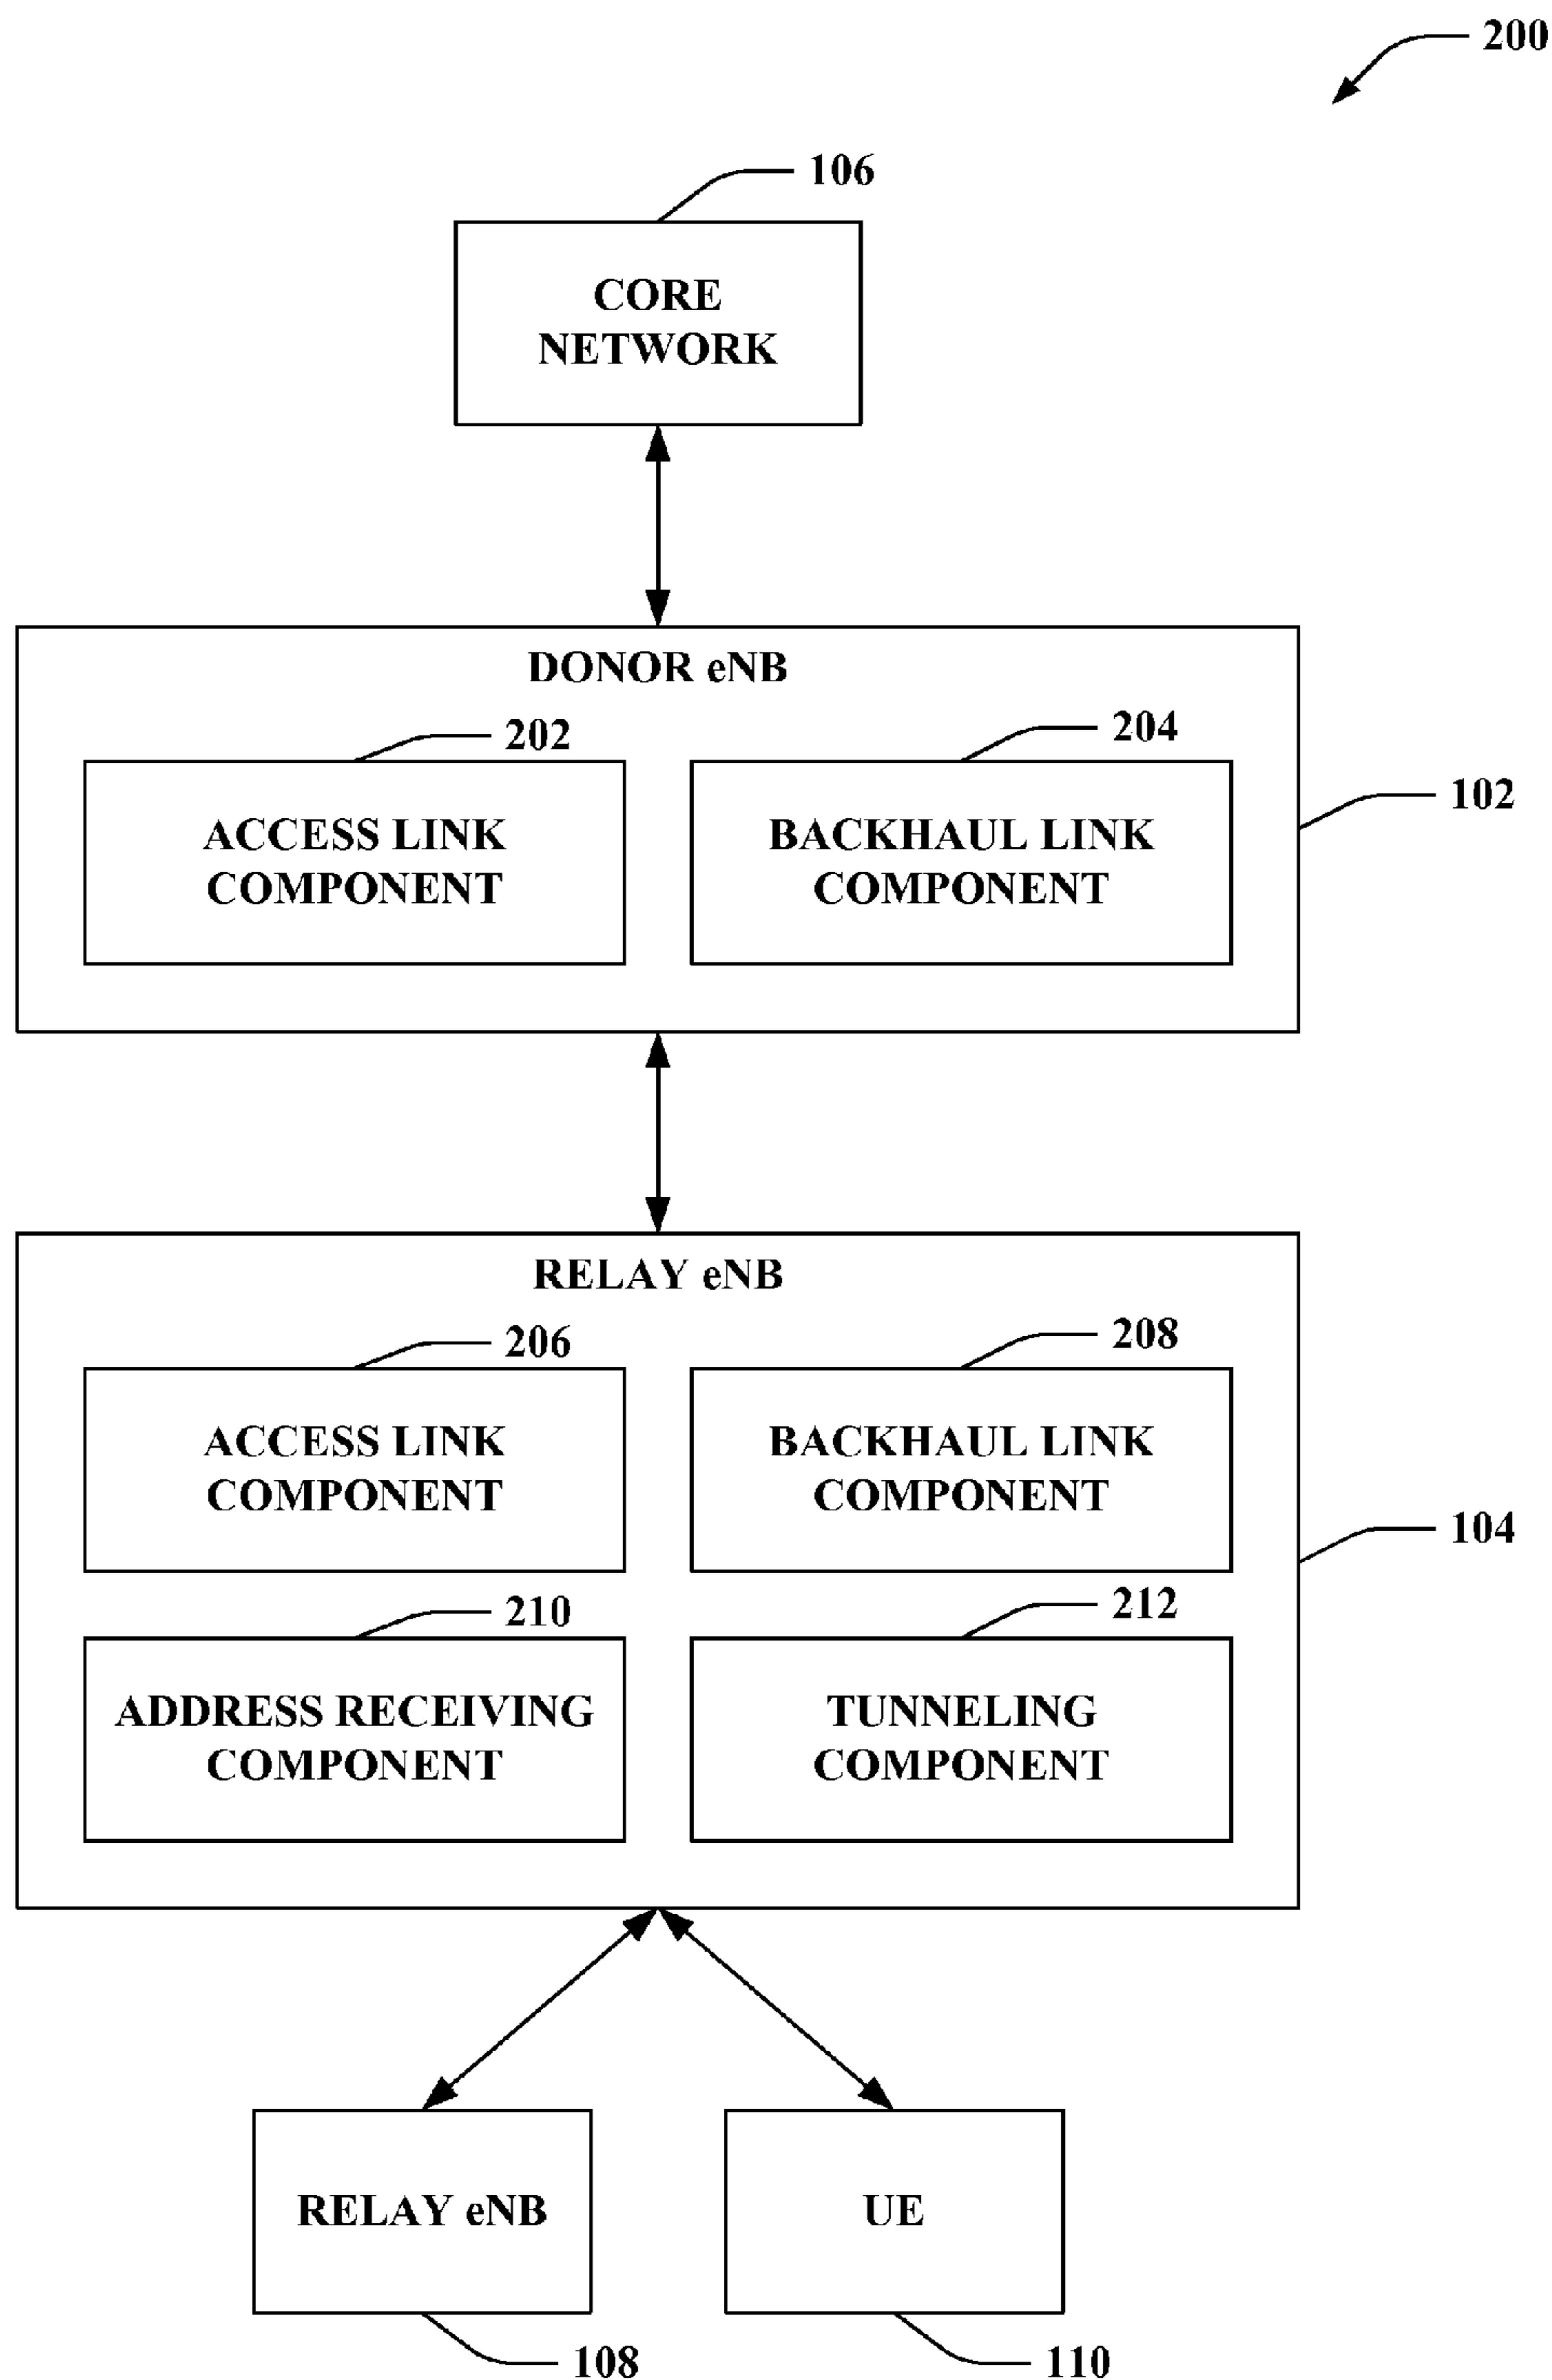 200
106
CORE
NETWORK
DONOR eNB
202
204
ACCESS LINK
COMPONENT
BACKHAUL LINK
COMPONENT
102
RELAY eNB
206
208
ACCESS LINK
COMPONENT
BACKHAUL LINK
COMPONENT
104
210
212
ADDRESS RECEIVING
COMPONENT
TUNNELING
COMPONENT
RELAY eNB
UE
108
110